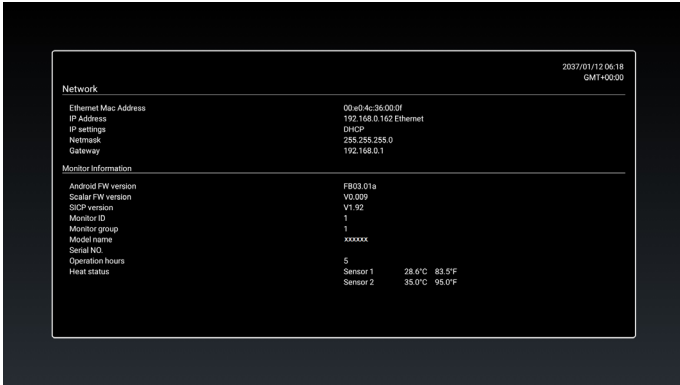 2037/01/12 06:18
GMT+00:00
Network
Ethernet Mac Address 00:e0:4c:36:00:0f
IP Address 192.168.0.162 Ethernet
IP settings DHCP
Netmask 255.255.255.0
Gateway 192.168.0.1
Monitor Information
Android FW version FB03.01a
Scalar FW version V0.009
SICP version V1.92
Monitor ID 1
Monitor group 1
Model name xxxxxx
Serial NO.
Operation hours 5
Heat status Sensor 1 28.6°C 83.5°F
Sensor 2 35.0°C 95.0°F